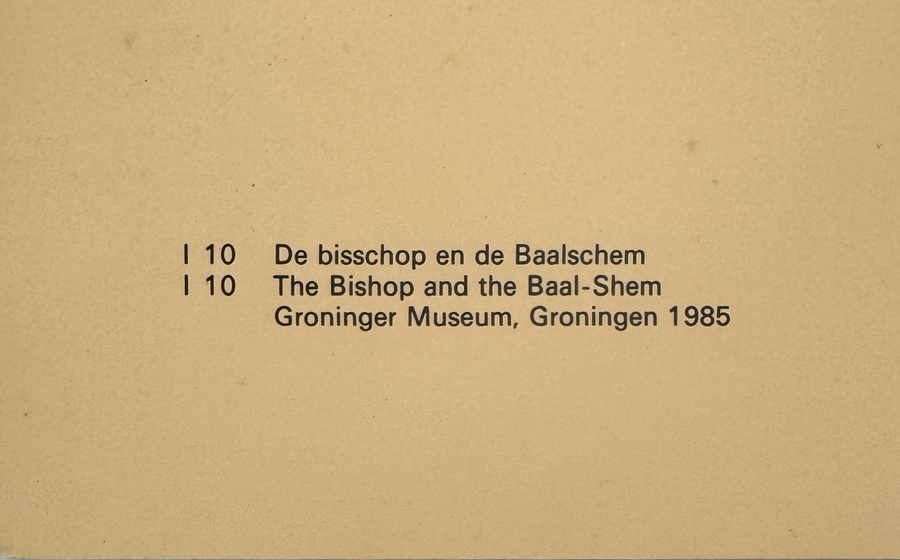 I 10 De bisschop en de Baalschem
I 10 The Bishop and the Baal-Shem
Groninger Museum, Groningen 1985